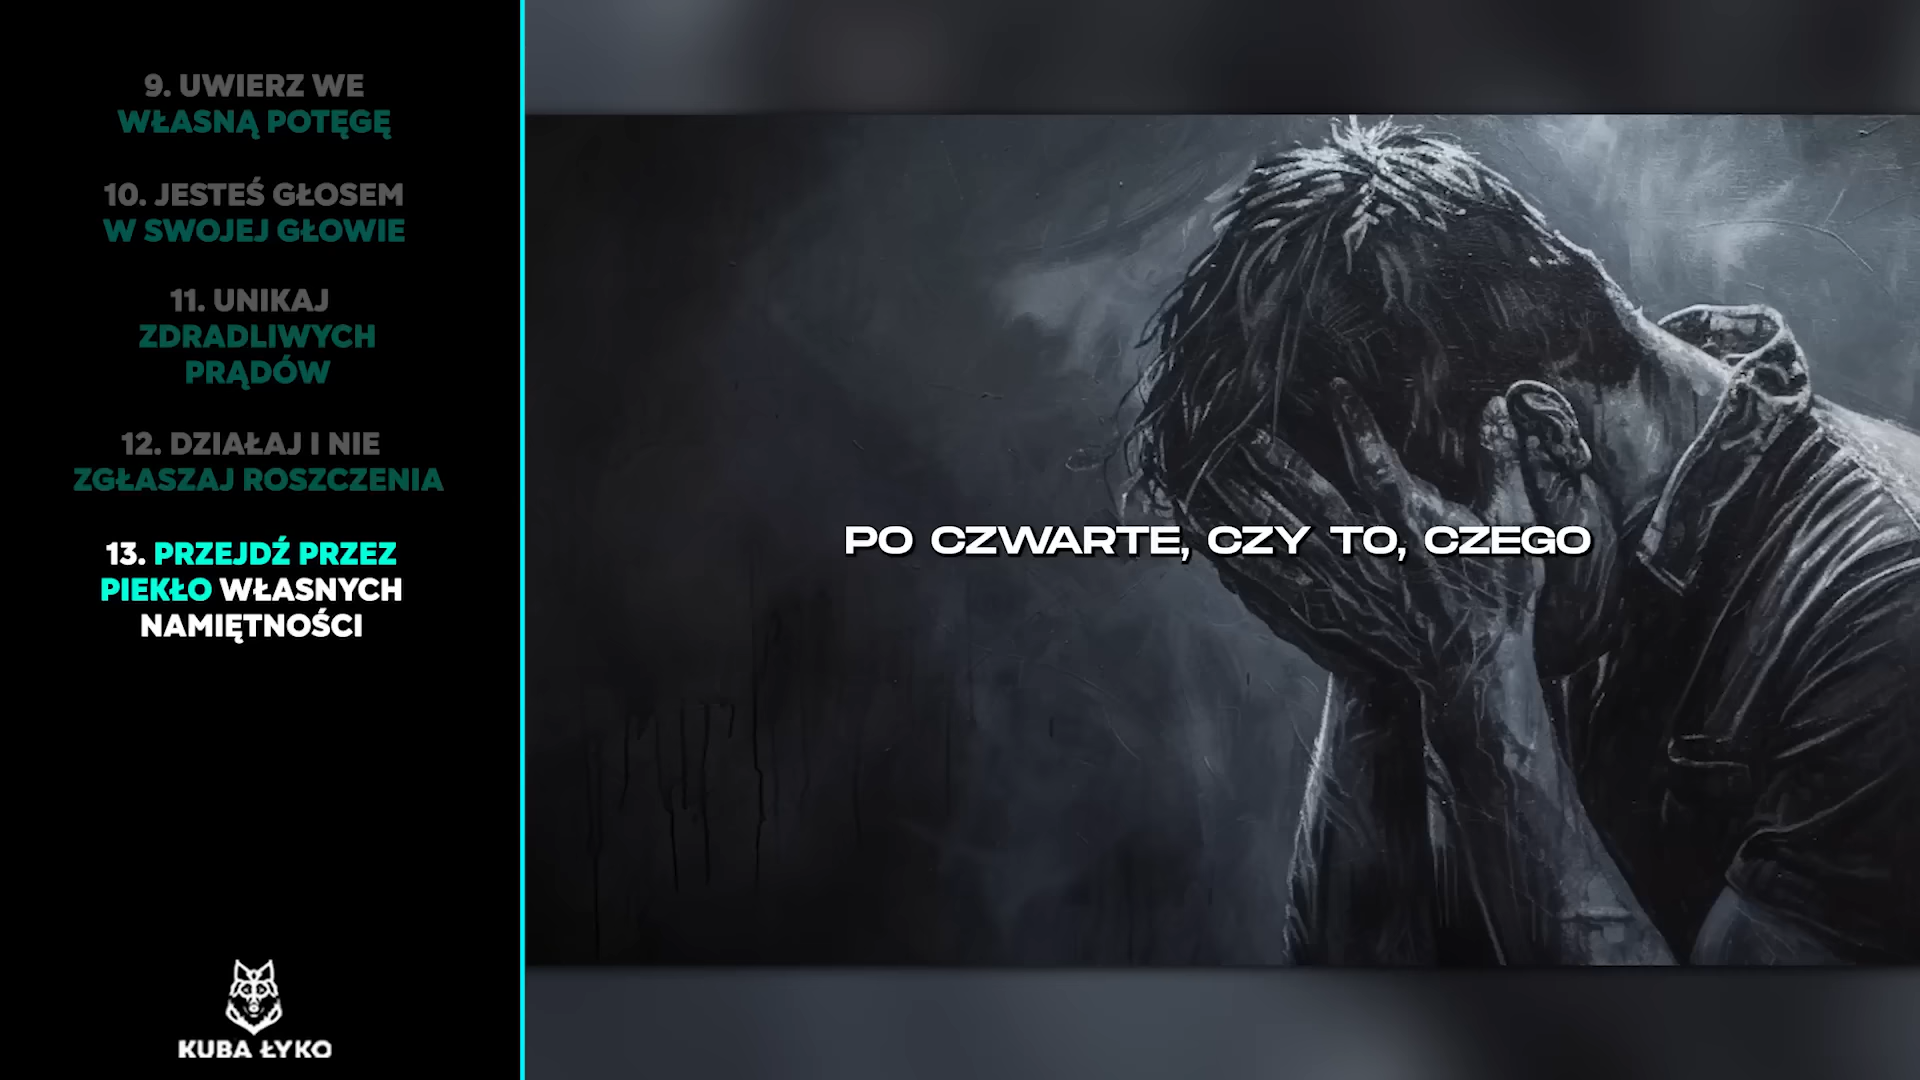 9. UWIERZ WE
WŁASNĄ POTĘGĘ
10. JESTEŚ GŁOSEM
W SWOJEJ GŁOWIE
11. UNIKAJ
ZDRADLIWYCH
PRĄDÓW
12. DZIAŁAJ I NIE
ZGŁASZAJ ROSZCZENIA
13. PRZEJDŹ PRZEZ
PIEKŁO WŁASNYCH
NAMIĘTNOŚCI
KUBA ŁYKO
PO CZWARTE, CZY TO, CZEGO